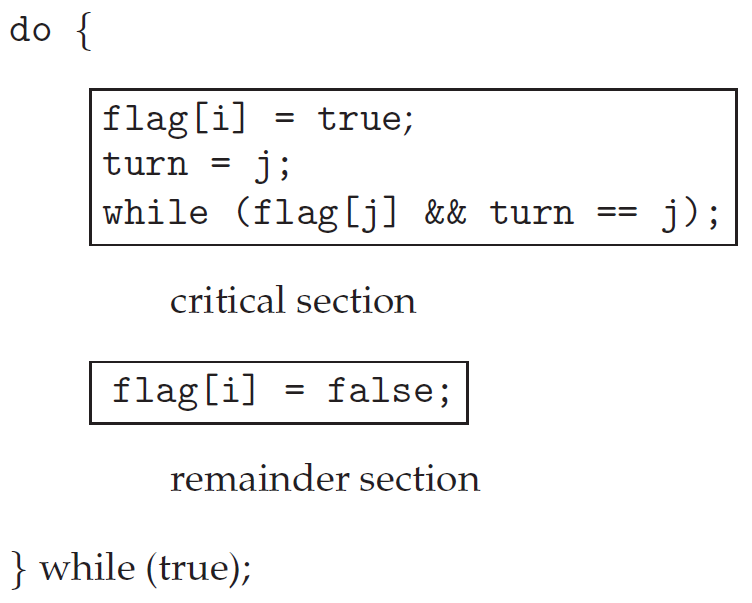 do {
flag[i] = true;
turn = j;
while (flag[j] && turn == j);
critical section
flag[i] = false;
remainder section
} while (true);